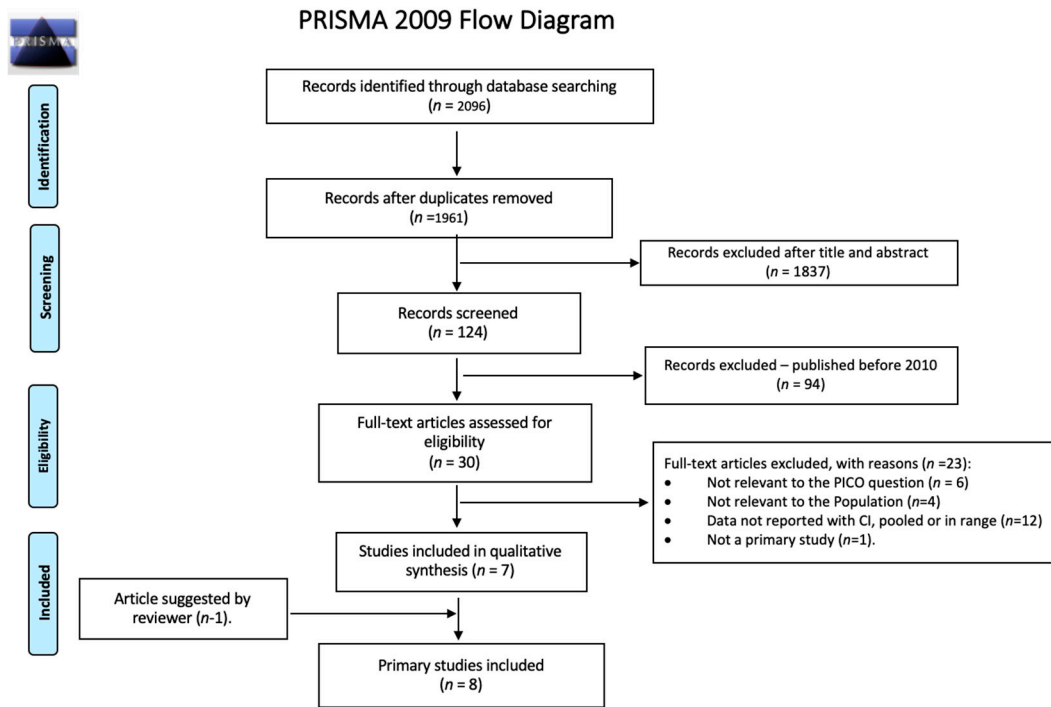 PRISMA 2009 Flow Diagram
PRISMA
Identification
Records identified through database searching
(n = 2096)
Records after duplicates removed
(n =1961)
Screening
Records excluded after title and abstract
(n = 1837)
Records screened
(n = 124)
Records excluded – published before 2010
(n = 94)
Eligibility
Full-text articles assessed for
eligibility
(n = 30)
Full-text articles excluded, with reasons (n =23):
• Not relevant to the PICO question (n = 6)
• Not relevant to the Population (n=4)
• Data not reported with CI, pooled or in range (n=12)
• Not a primary study (n=1).
Included
Studies included in qualitative
synthesis (n = 7)
Article suggested by
reviewer (n-1).
Primary studies included
(n = 8)